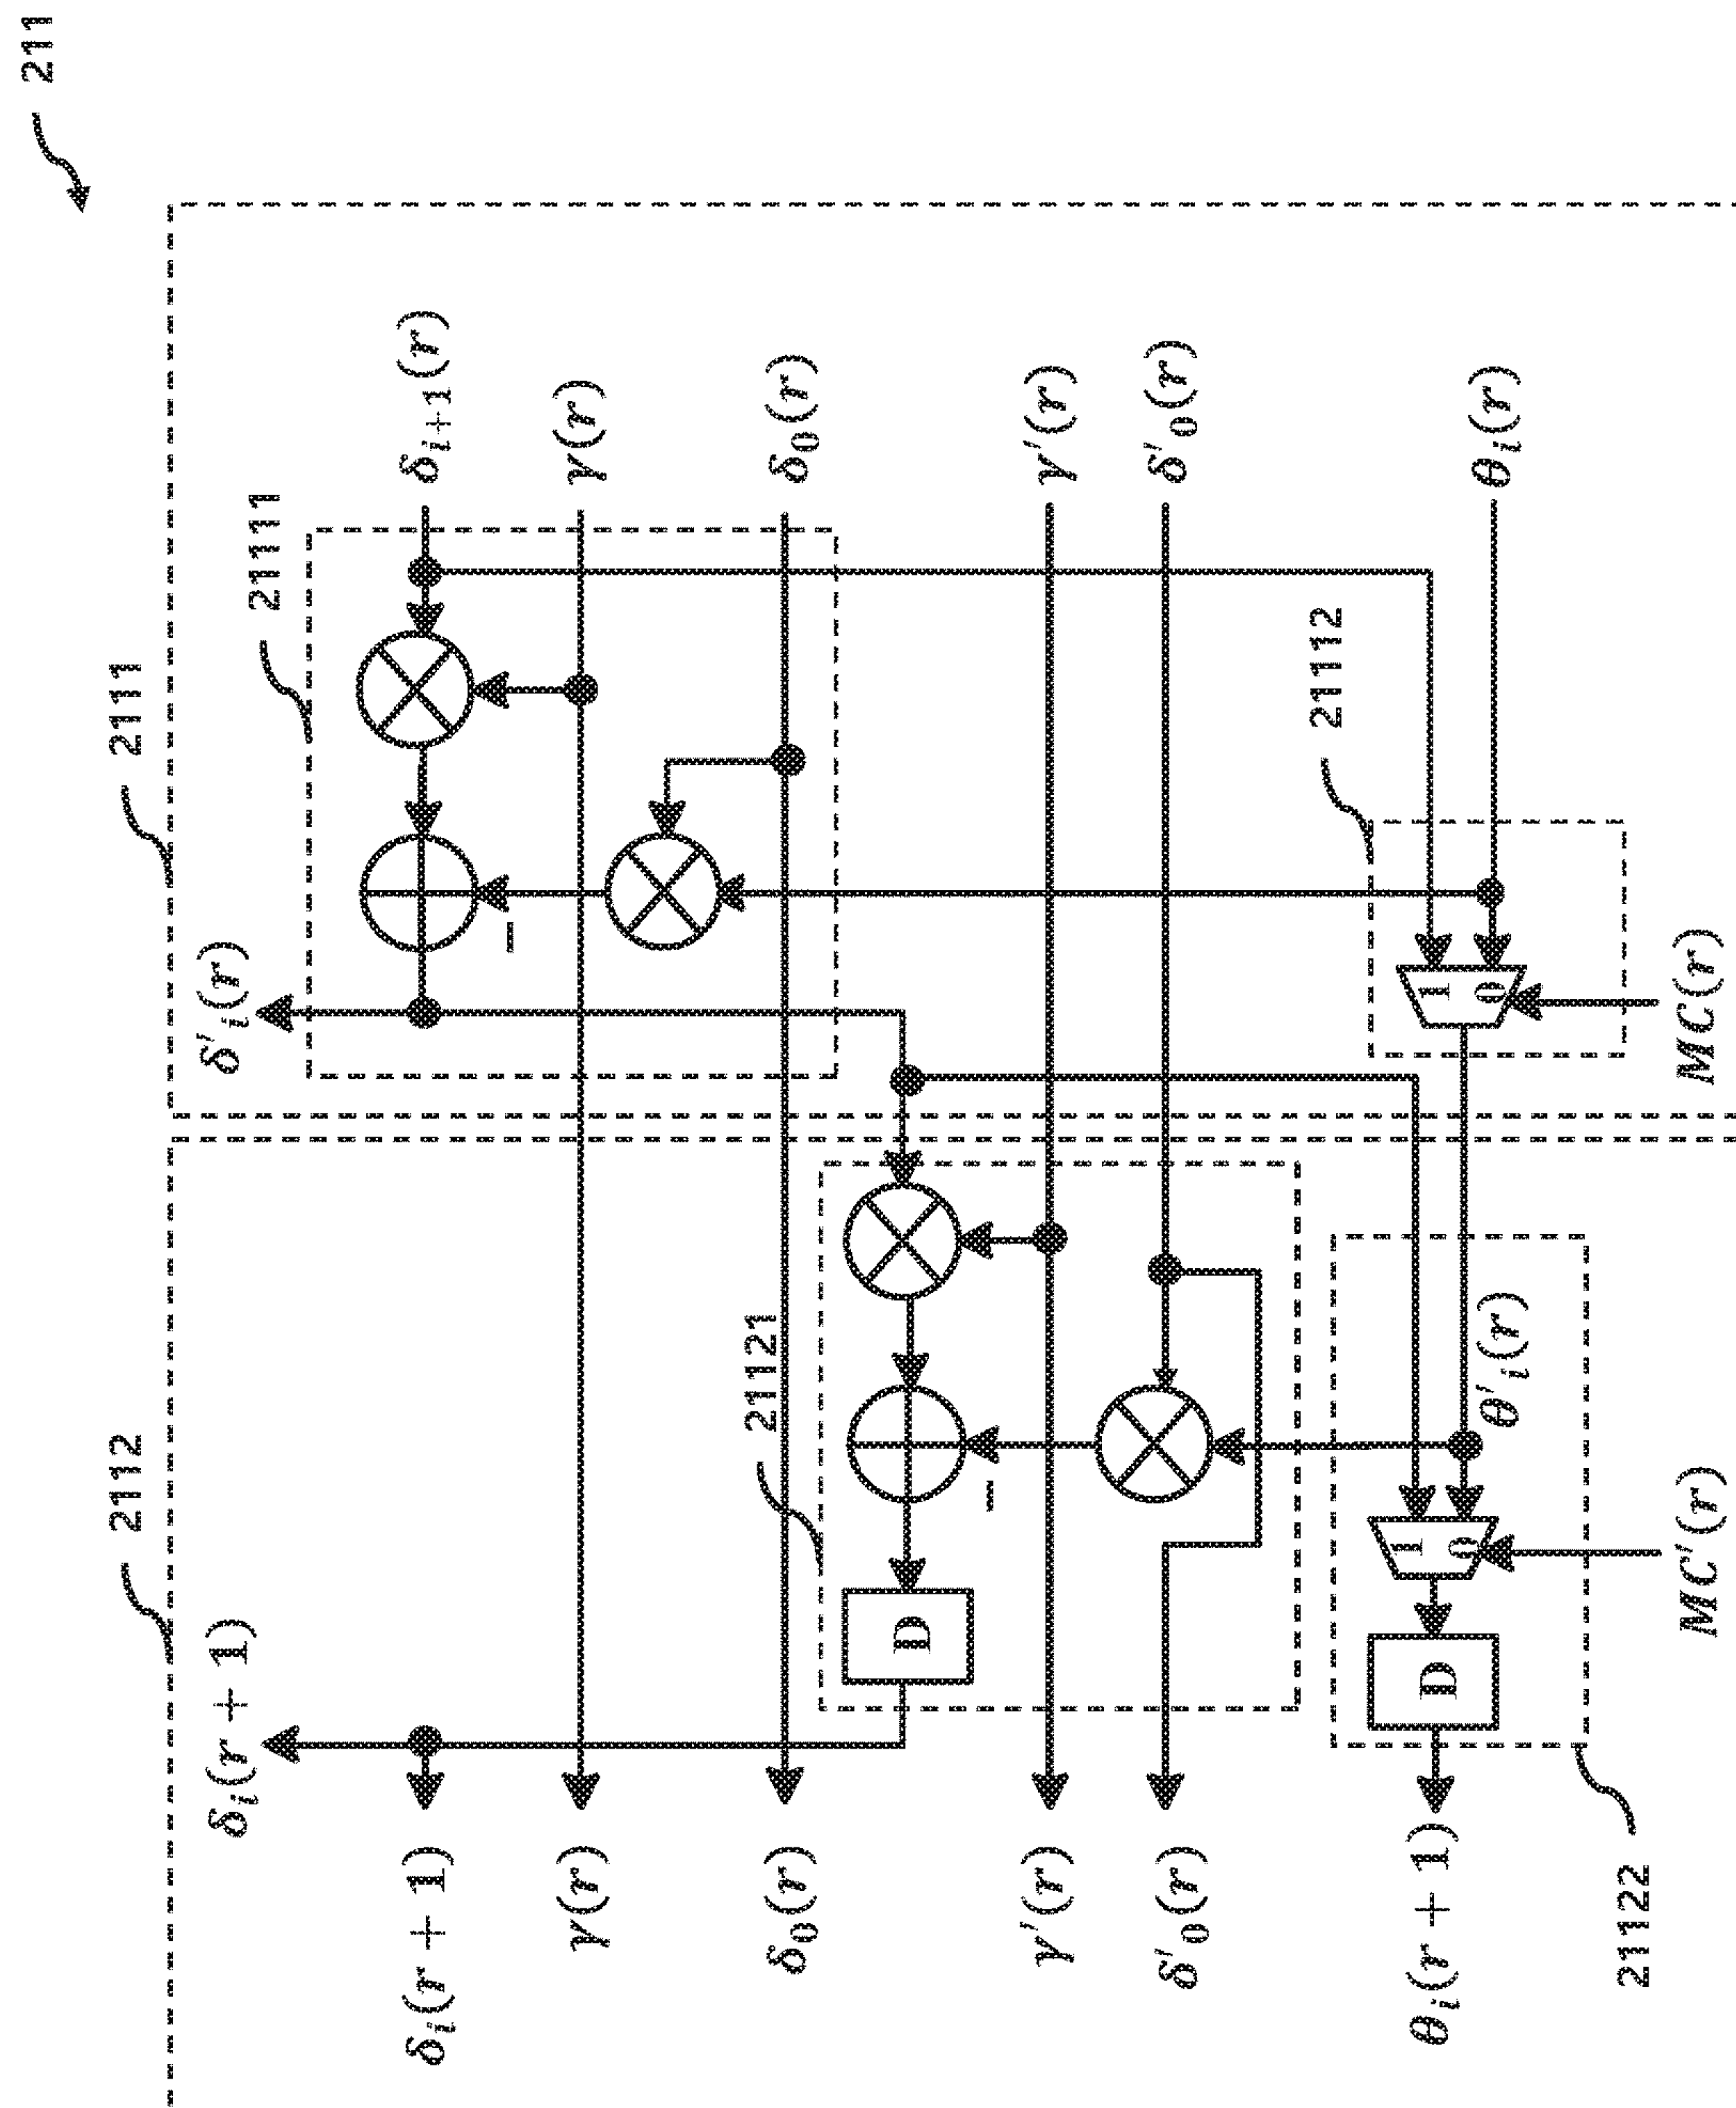 211
2111
21111
δi+1(r)
γ(r)
δ0(r)
γ'(r)
δ'0(r)
θi(r)
21112
1
0
MC(r)
δ'i(r)
2112
21121
D
θ'i(r)
1
0
MC'(r)
D
δi(r + 1)
δi(r + 1)
γ(r)
δ0(r)
γ'(r)
δ'0(r)
θi(r + 1)
21122